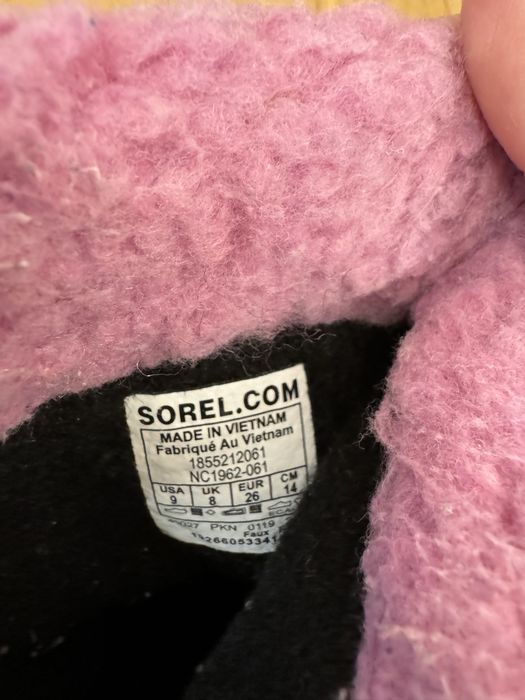 SOREL.COM
MADE IN VIETNAM
Fabriqué Au Vietnam
1855212061
NC1962-061
USA UK EUR CM
9 8 26 14
PKN 0119
Faux